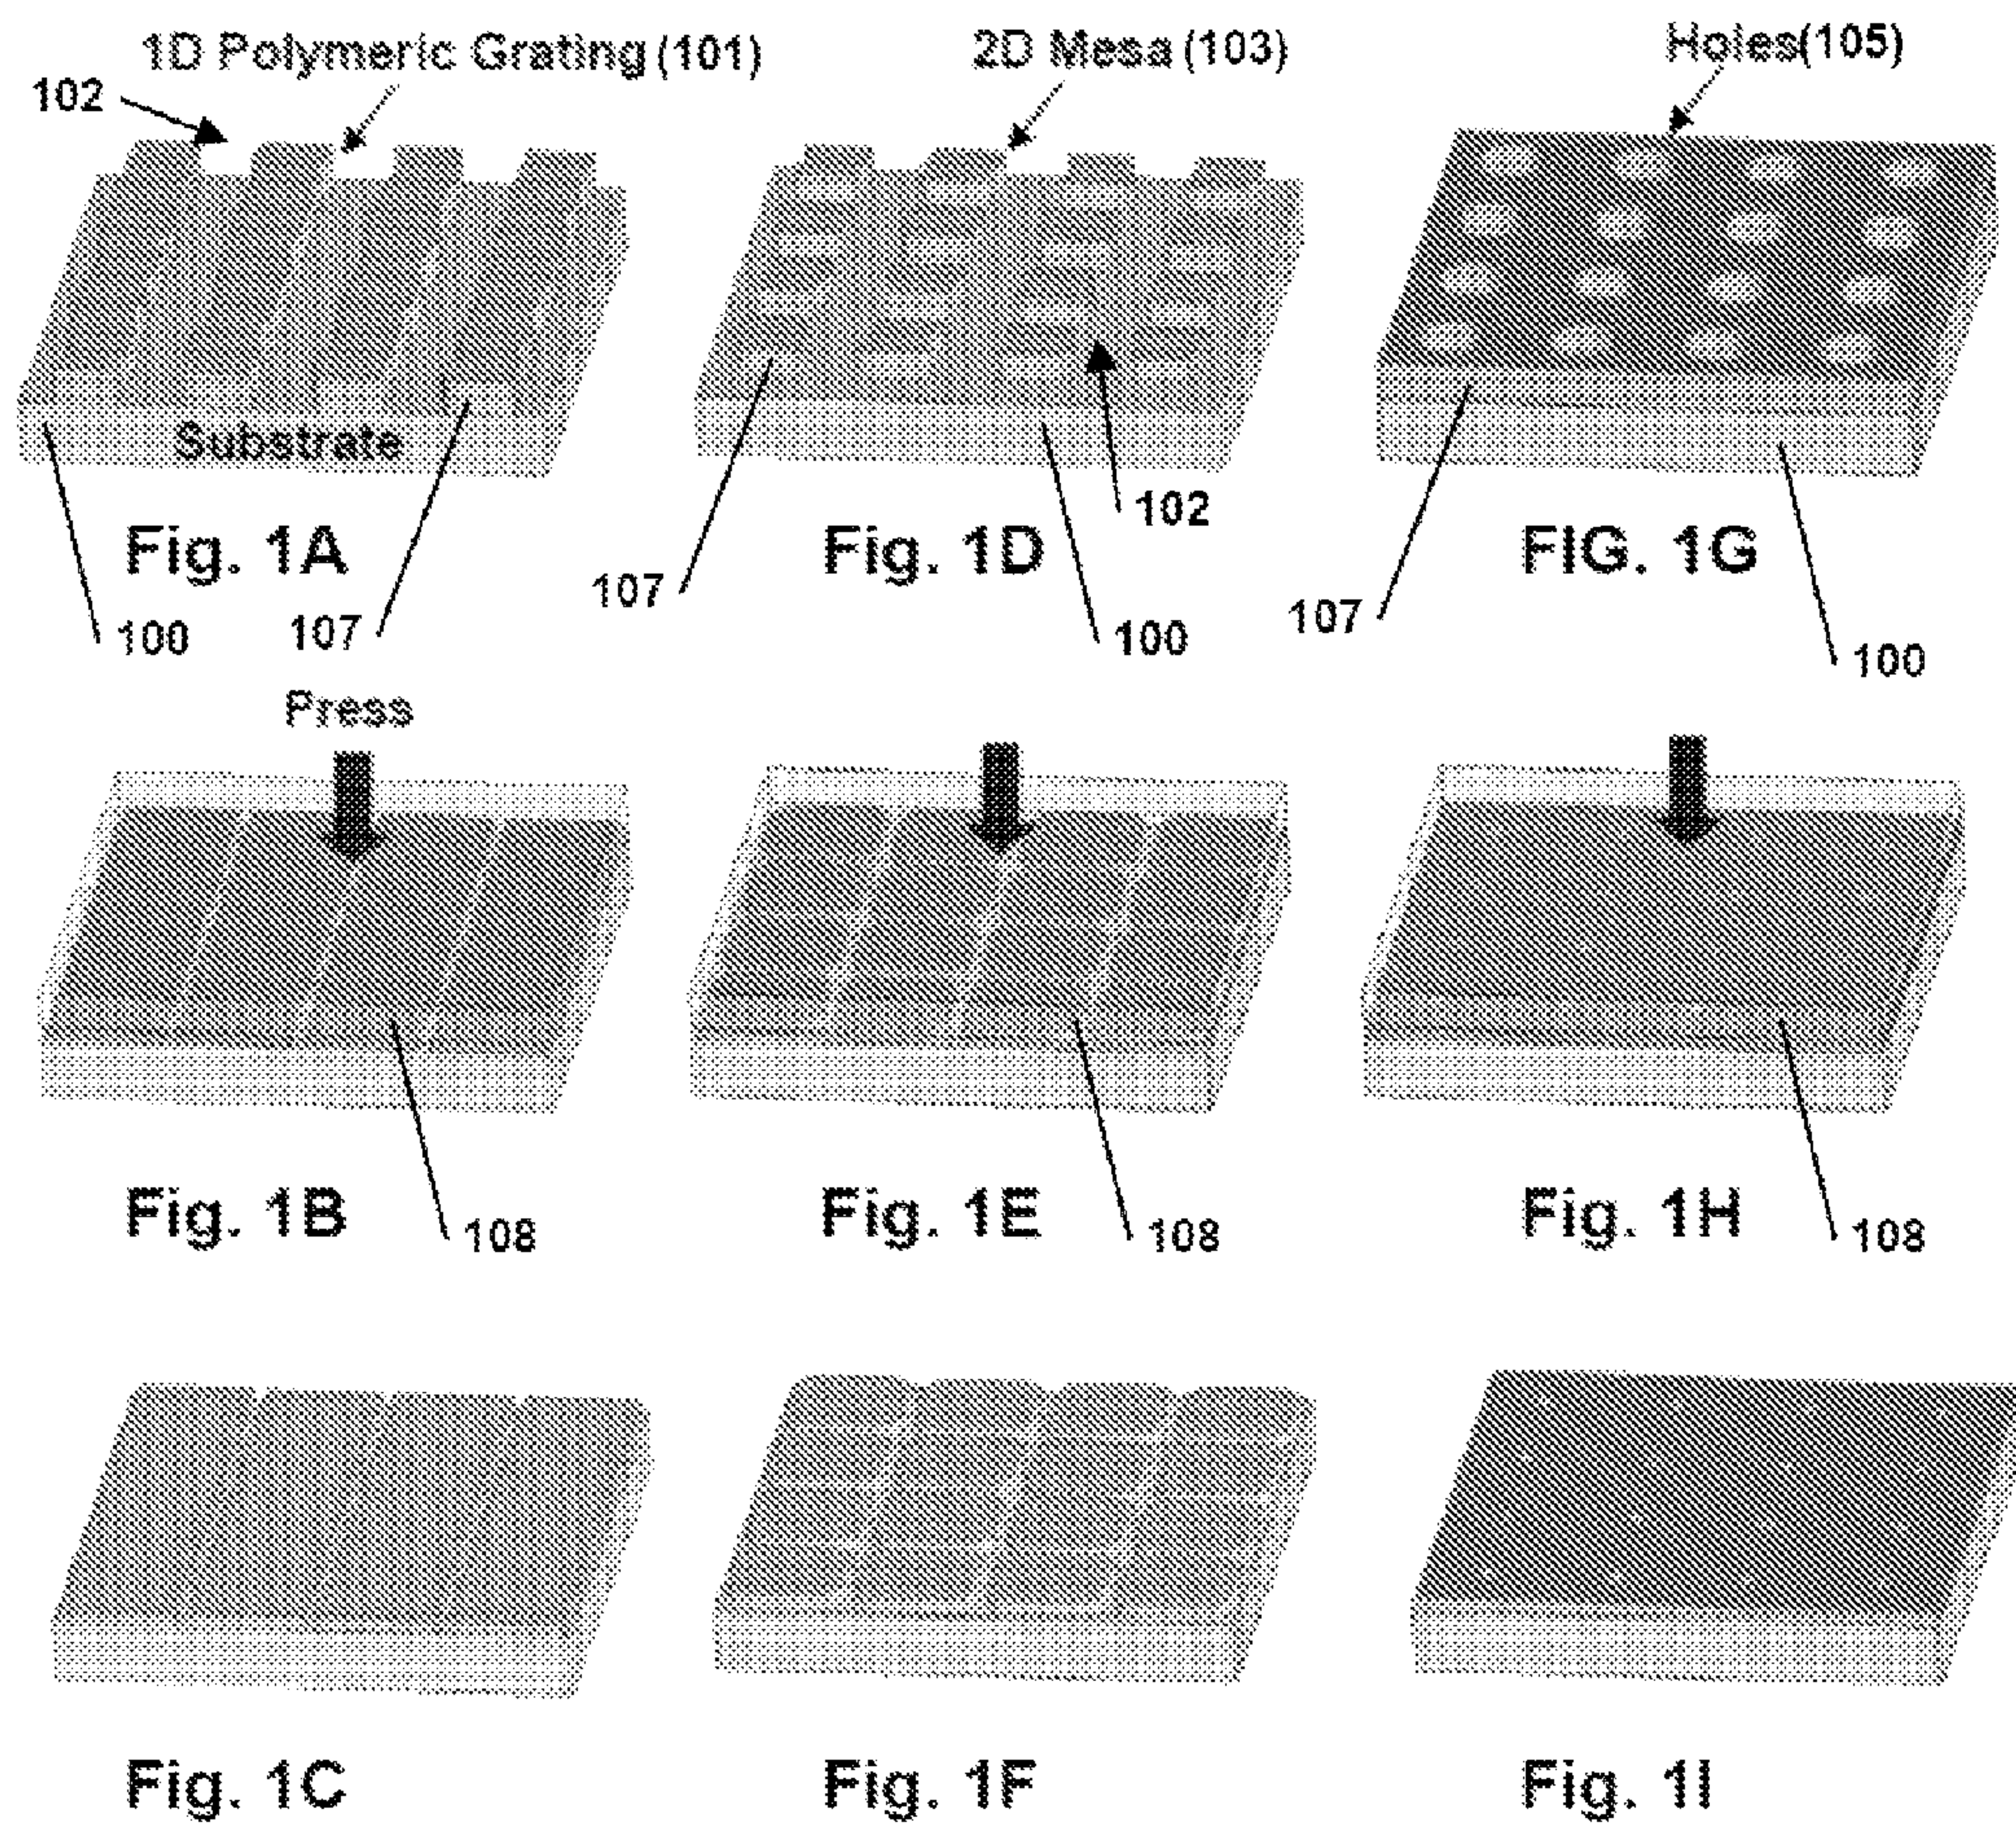 1D Polymeric Grating (101)
2D Mesa (103)
Holes(105)
102
Substrate
102
Fig. 1A
Fig. 1D
FIG. 1G
100
107
107
100
107
100
Press
Fig. 1B
Fig. 1E
Fig. 1H
108
108
108
Fig. 1C
Fig. 1F
Fig. 1I